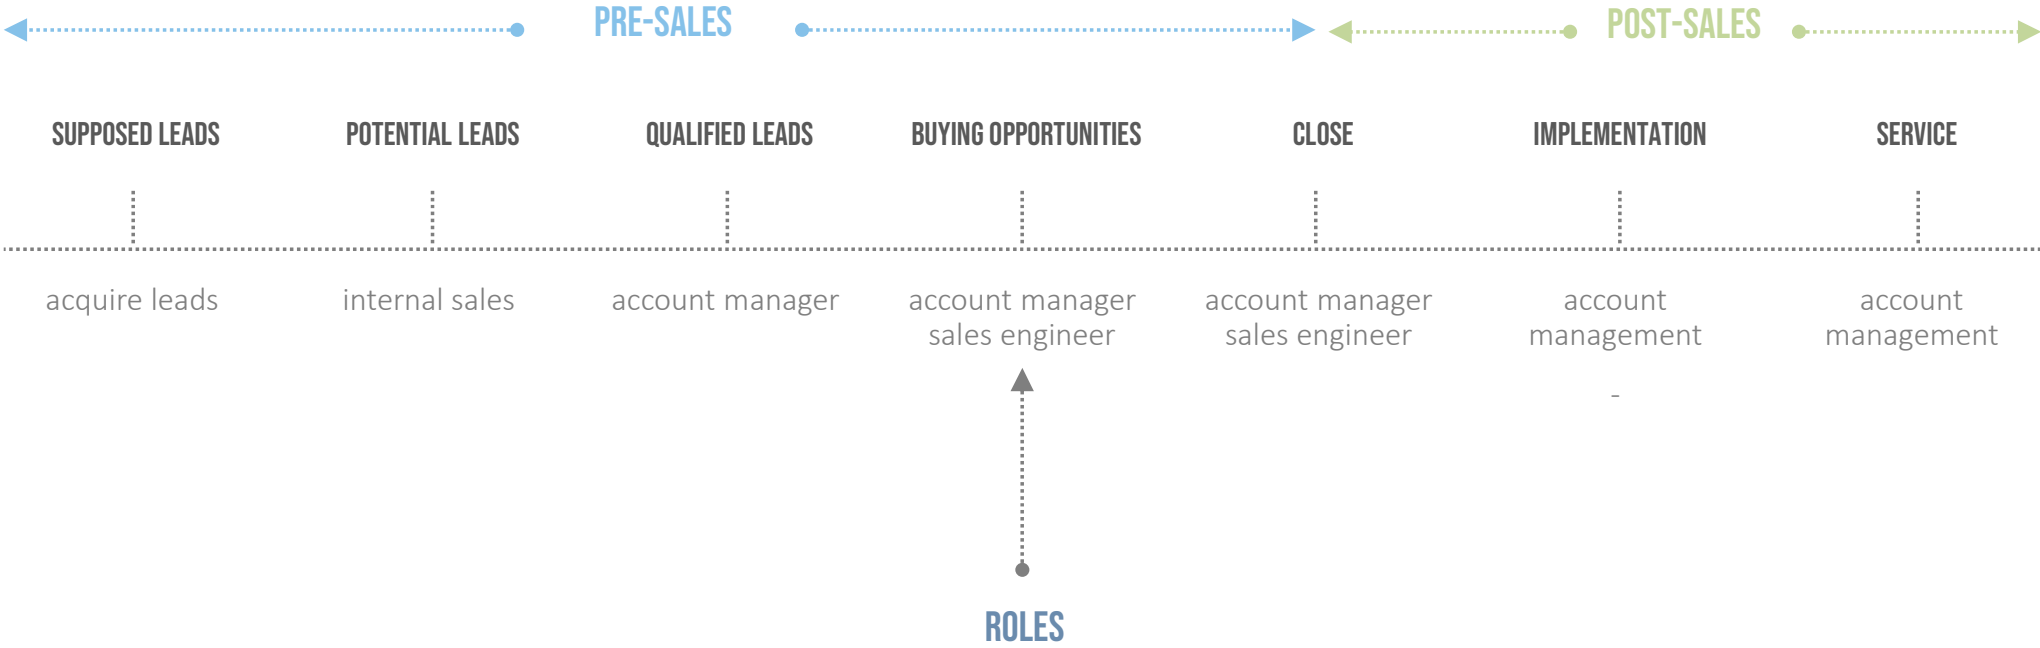 PRE-SALES
POST-SALES
SUPPOSED LEADS
POTENTIAL LEADS
QUALIFIED LEADS
BUYING OPPORTUNITIES
CLOSE
IMPLEMENTATION
SERVICE
acquire leads
internal sales
account manager
account manager
sales engineer
account manager
sales engineer
account
management
-
account
management
ROLES